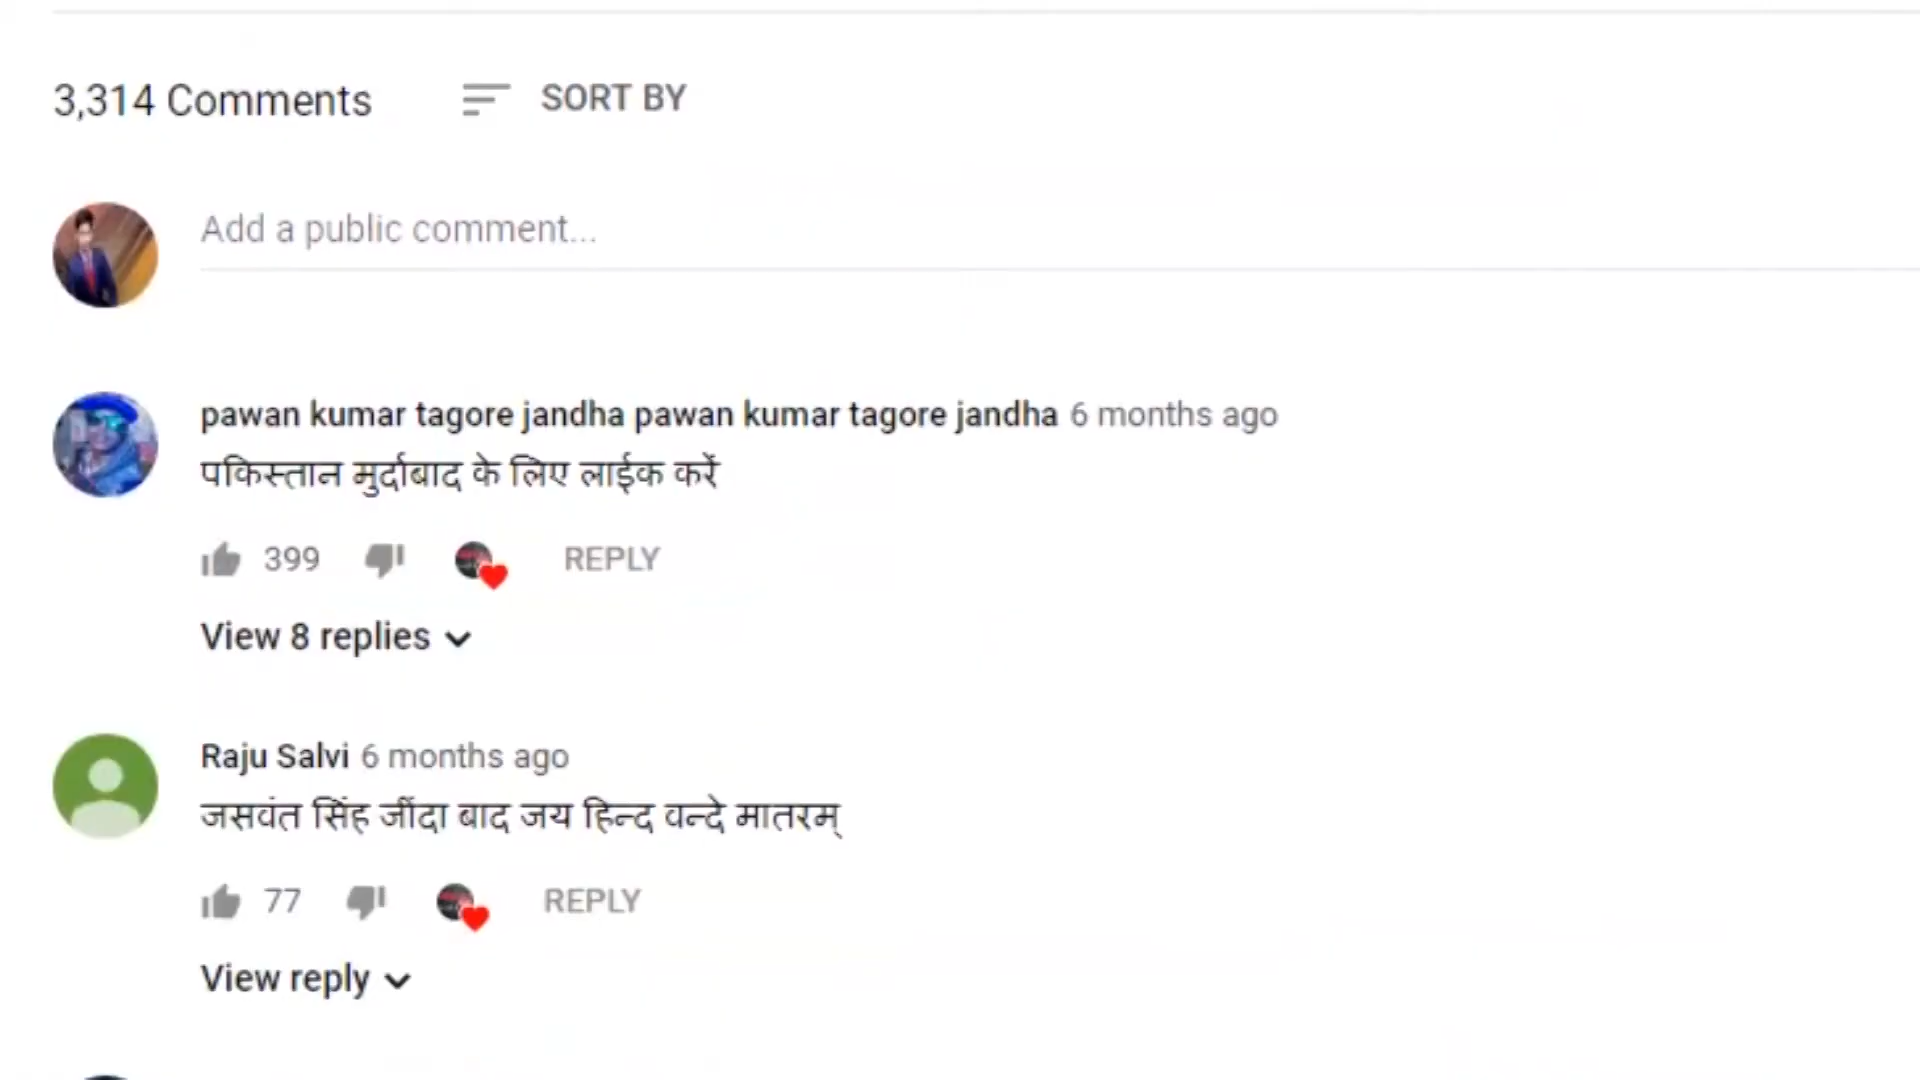 3,314 Comments SORT BY
Add a public comment...
pawan kumar tagore jandha pawan kumar tagore jandha 6 months ago
पकिस्तान मुर्दाबाद के लिए लाईक करें
399 REPLY
View 8 replies
Raju Salvi 6 months ago
जसवंत सिंह जींदा बाद जय हिन्द वन्दे मातरम्
77 REPLY
View reply